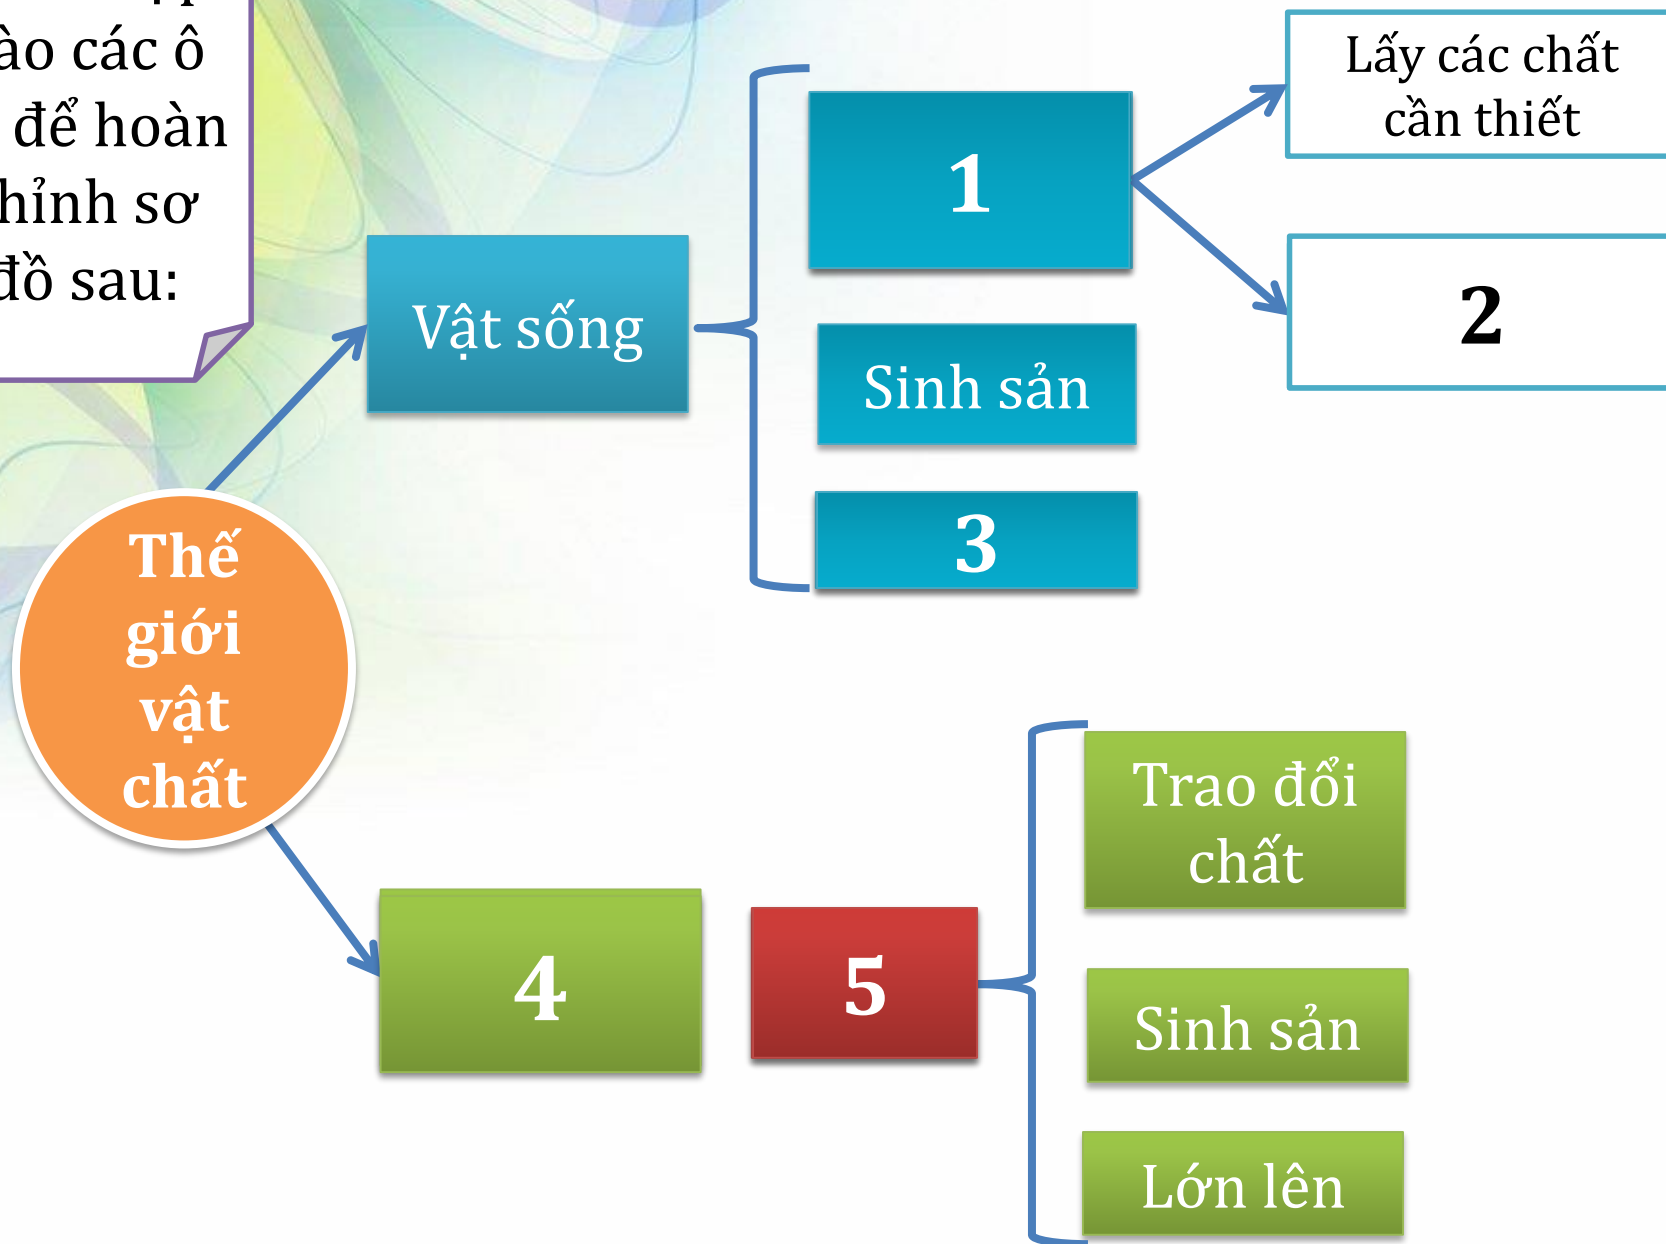 ào các ô
để hoàn
hỉnh sơ
đồ sau:
Lấy các chất
cần thiết
1
2
Vật sống
Sinh sản
3
Thế
giới
vật
chất
Trao đổi
chất
4
5
Sinh sản
Lớn lên